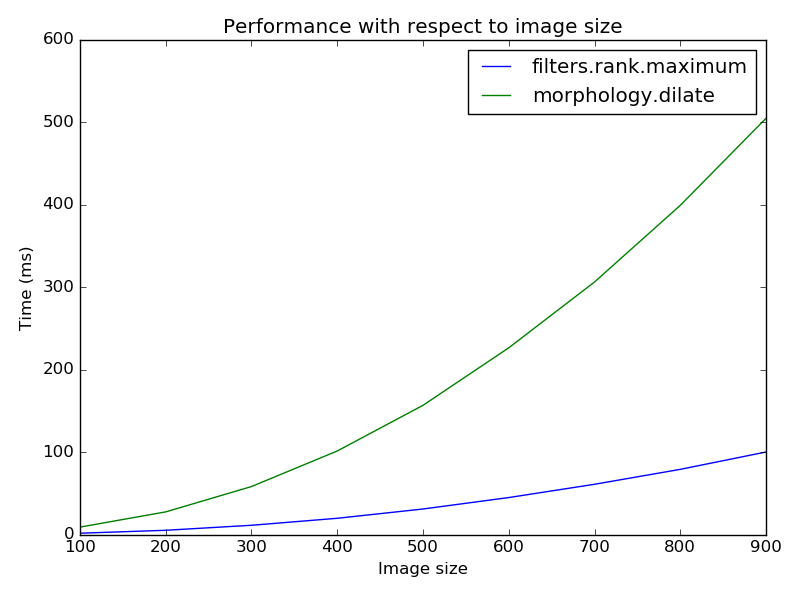 Performance with respect to image size
filters.rank.maximum
morphology.dilate
600
500
400
300
200
100
0
Time (ms)
100 200 300 400 500 600 700 800 900
Image size